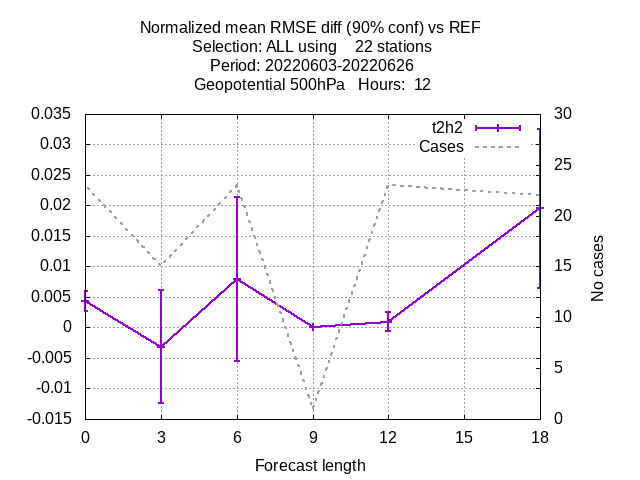 Normalized mean RMSE diff (90% conf) vs REF
Selection: ALL using    22 stations
Period: 20220603-20220626
Geopotential 500hPa   Hours:  12
0.035
0.03
0.025
0.02
0.015
0.01
0.005
0
-0.005
-0.01
-0.015
t2h2
Cases
30
25
20
15
10
5
0
No cases
0 3 6 9 12 15 18
Forecast length